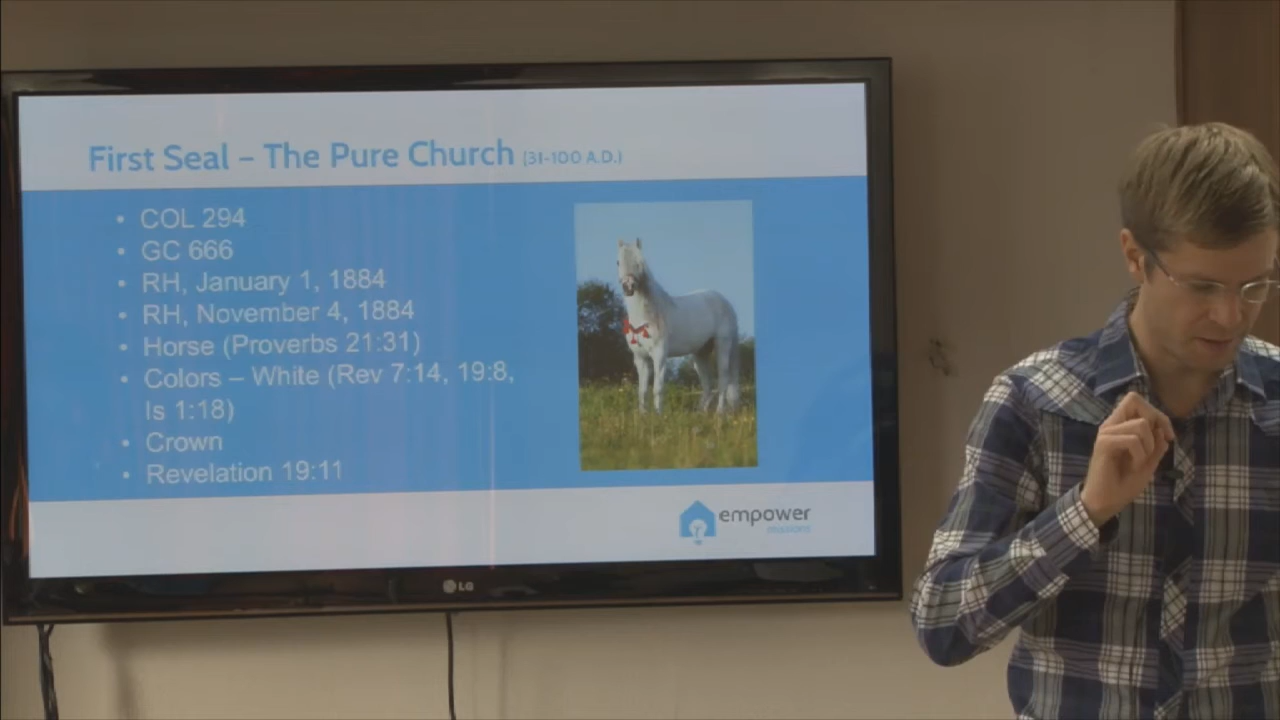 First Seal – The Pure Church (31-100 A.D.)
• COL 294
• GC 666
• RH, January 1, 1884
• RH, November 4, 1884
• Horse (Proverbs 21:31)
• Colors – White (Rev 7:14, 19:8,
Is 1:18)
• Crown
• Revelation 19:11
empower
missions
LG